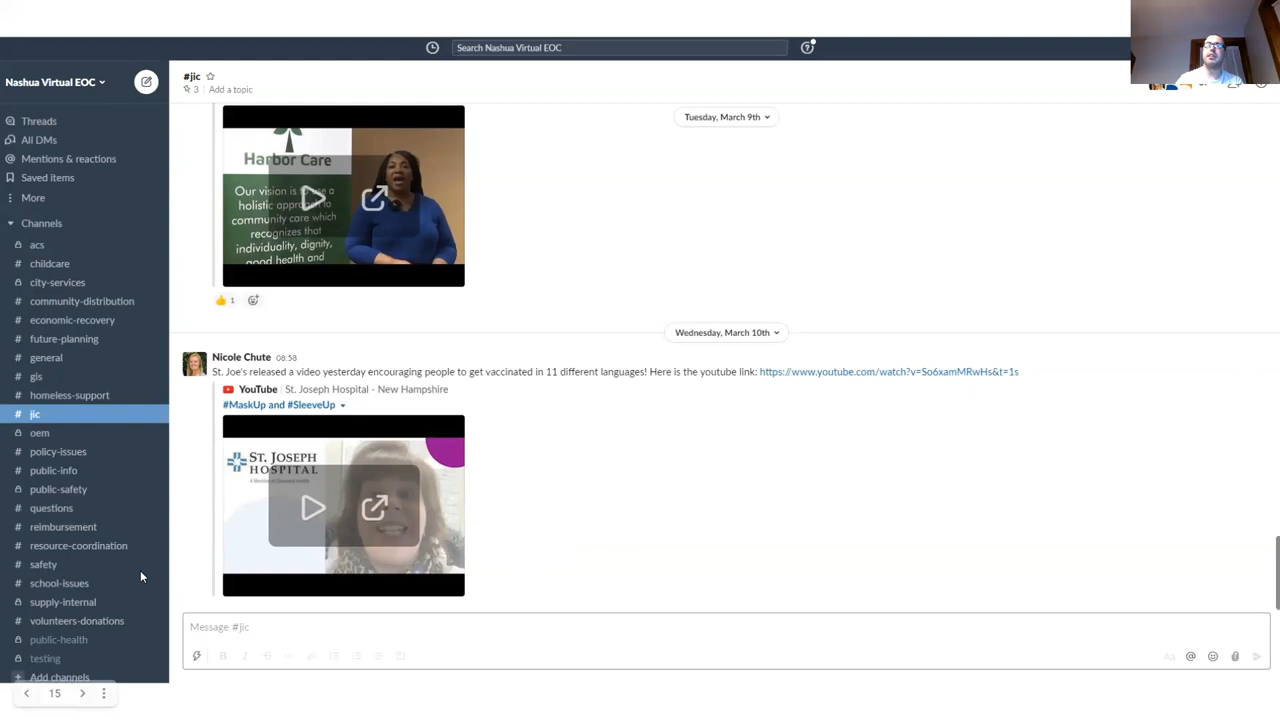 Search Nashua Virtual EOC
Nashua Virtual EOC
Threads
All DMs
Mentions & reactions
Saved items
More
Channels
acs
# childcare
city-services
# community-distribution
# economic-recovery
# future-planning
# general
# gis
# homeless-support
# jic
oem
# policy-issues
# public-info
public-safety
# questions
# reimbursement
# resource-coordination
# safety
# school-issues
supply-internal
# volunteers-donations
public-health
testing
+ Add channels
15
#jic
3 Add a topic
Tuesday, March 9th
Harbor Care
Our vision is to use a
holistic approach to
community care which
recognizes that
individuality, dignity,
good health and
1
Wednesday, March 10th
Nicole Chute 08:58
St. Joe's released a video yesterday encouraging people to get vaccinated in 11 different languages! Here is the youtube link: https://www.youtube.com/watch?v=So6xamMRwHs&t=1s
YouTube | St. Joseph Hospital - New Hampshire
#MaskUp and #SleeveUp
ST. JOSEPH
HOSPITAL
Message #jic
B I
Aa @